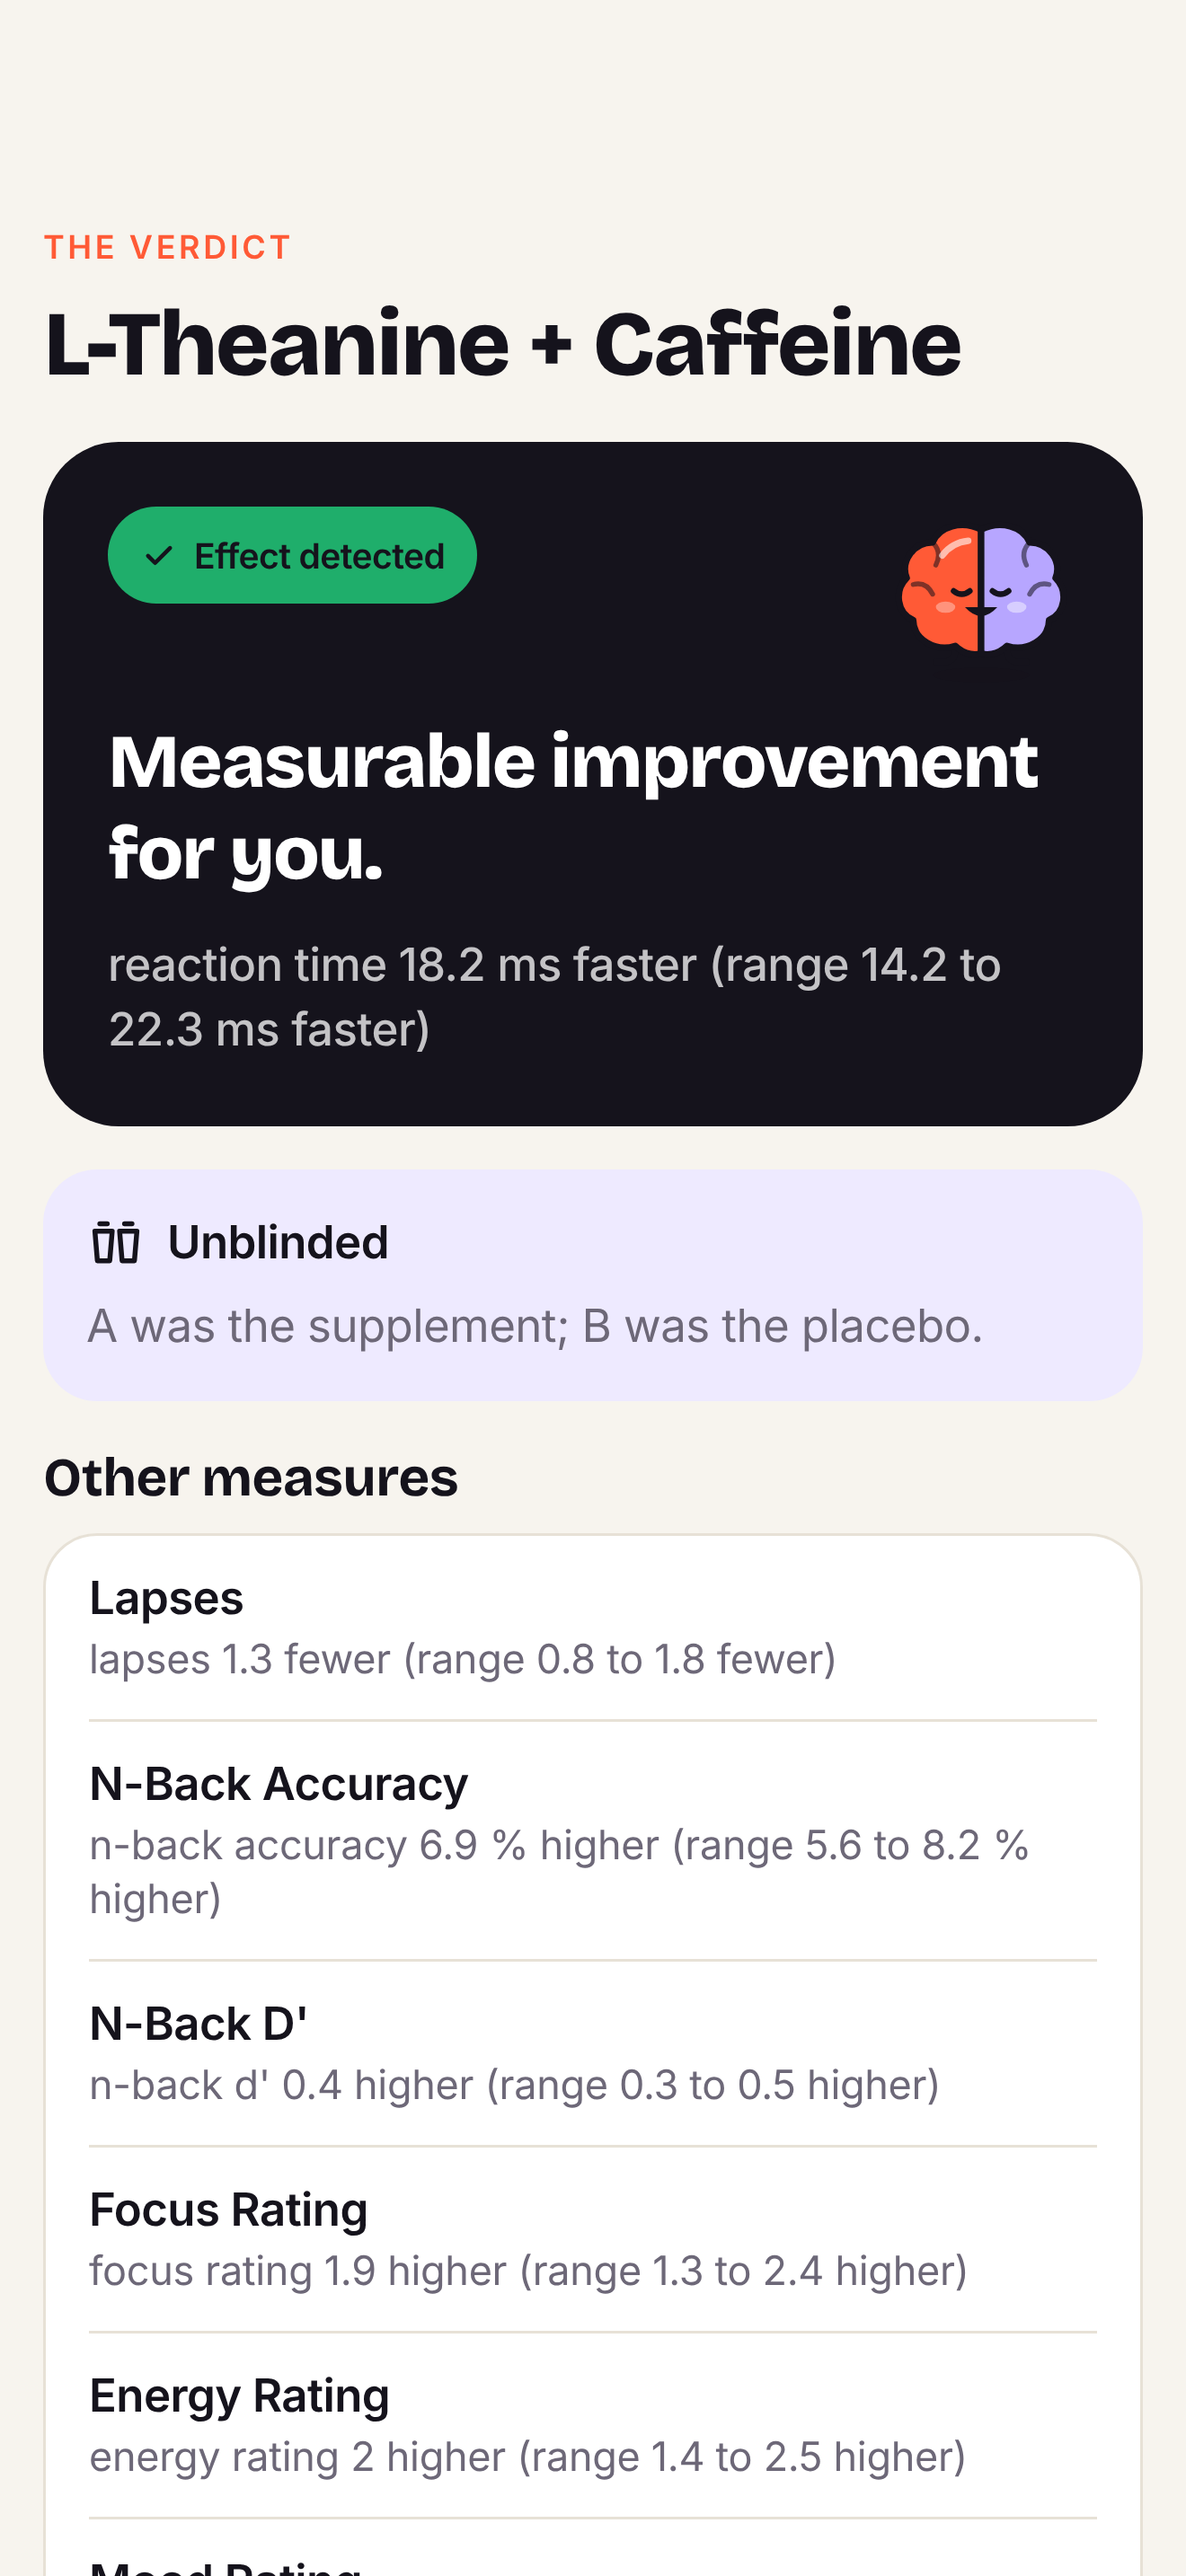 THE VERDICT
L-Theanine + Caffeine
Effect detected
Measurable improvement
for you.
reaction time 18.2 ms faster (range 14.2 to
22.3 ms faster)
Unblinded
A was the supplement; B was the placebo.
Other measures
Lapses
lapses 1.3 fewer (range 0.8 to 1.8 fewer)
N-Back Accuracy
n-back accuracy 6.9 % higher (range 5.6 to 8.2 %
higher)
N-Back D'
n-back d' 0.4 higher (range 0.3 to 0.5 higher)
Focus Rating
focus rating 1.9 higher (range 1.3 to 2.4 higher)
Energy Rating
energy rating 2 higher (range 1.4 to 2.5 higher)
Mood Rating